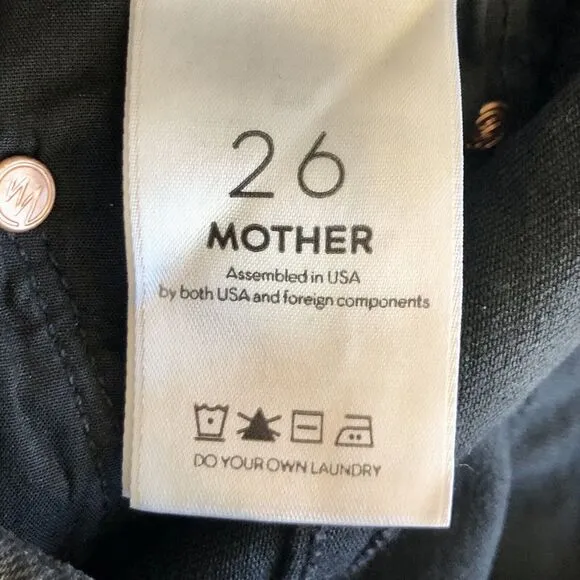 26
MOTHER
Assembled in USA
by both USA and foreign components
DO YOUR OWN LAUNDRY